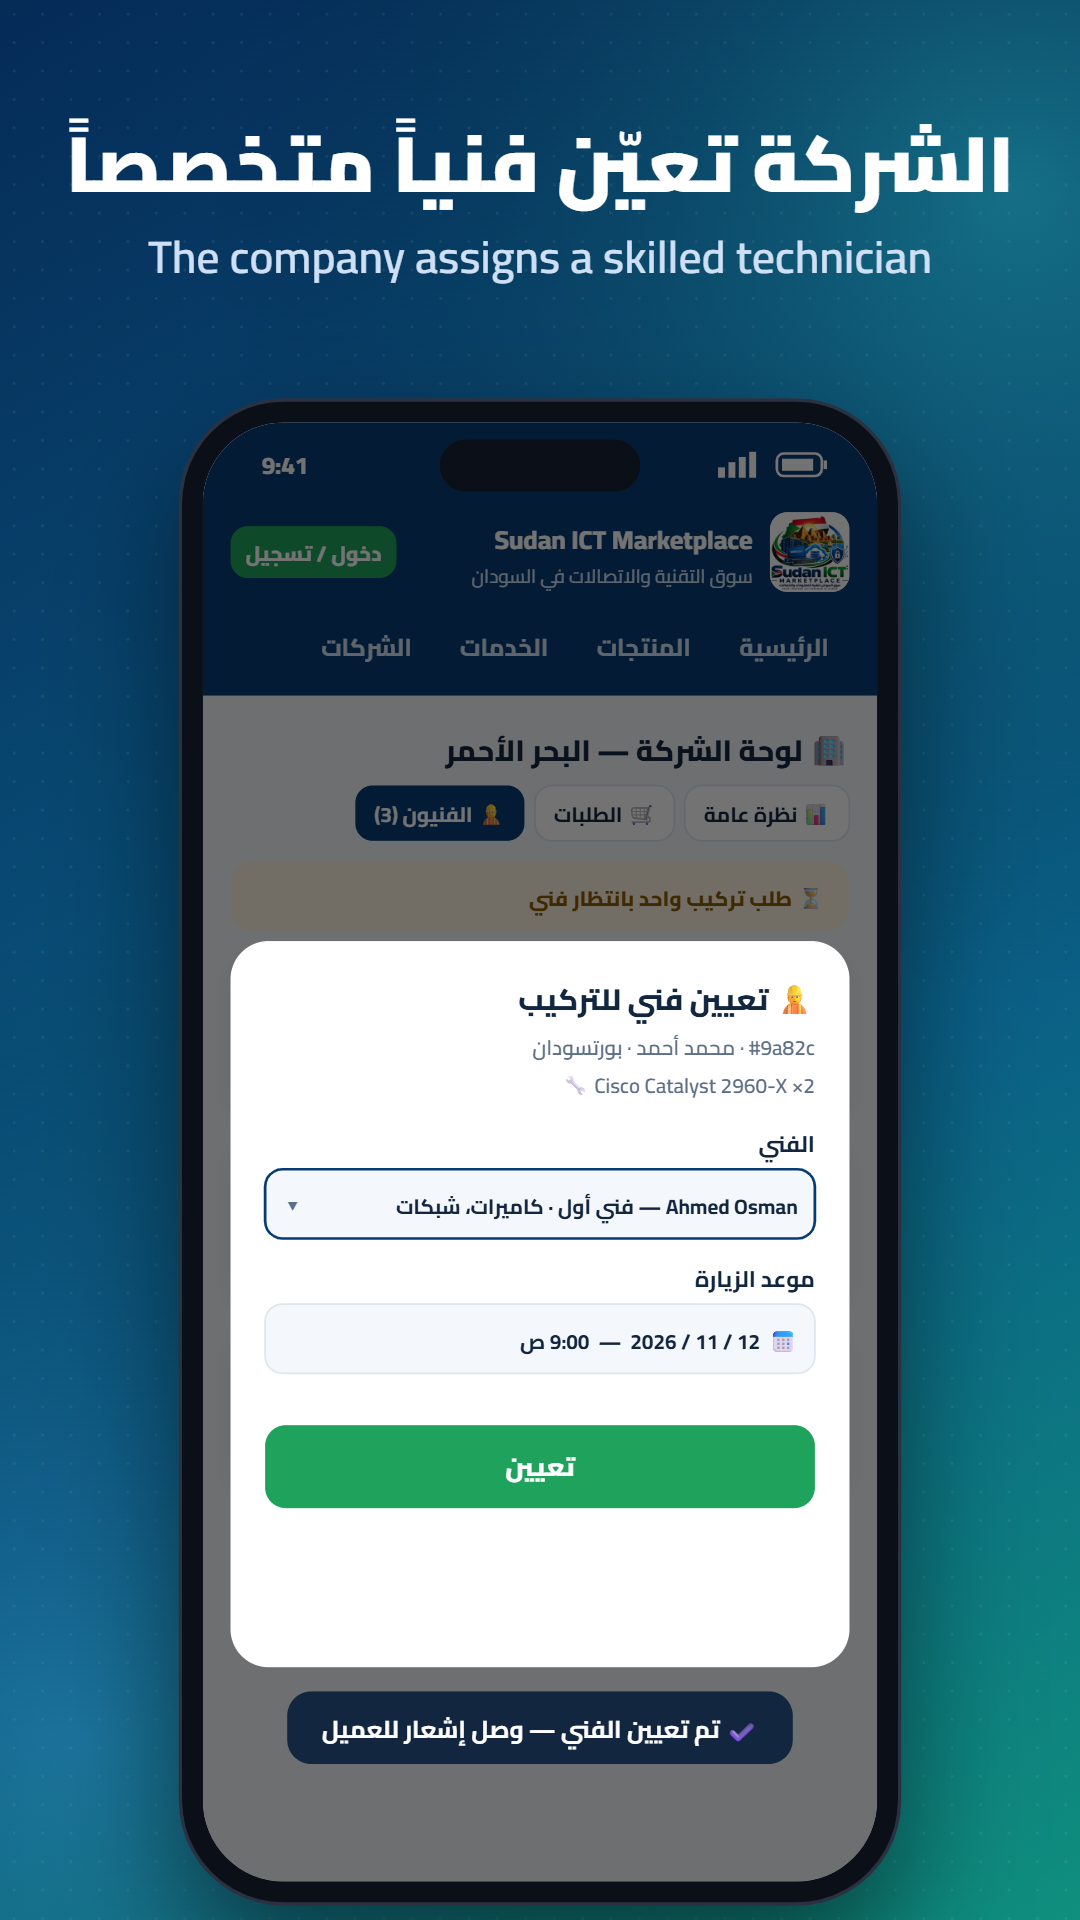 الشركة تعيّن فنياً متخصصاً
The company assigns a skilled technician
9:41
Sudan ICT Marketplace
سوق التقنية والاتصالات في السودان
دخول / تسجيل
Sudan ICT
MARKETPLACE
الرئيسية المنتجات الخدمات الشركات
لوحة الشركة — البحر الأحمر
نظرة عامة
الطلبات
الفنيون (3)
طلب تركيب واحد بانتظار فني
تعيين فني للتركيب
#9a82c · محمد أحمد · بورتسودان
Cisco Catalyst 2960-X ×2
الفني
Ahmed Osman — فني أول · كاميرات، شبكات
موعد الزيارة
12 / 11 / 2026 — 9:00 ص
تعيين
تم تعيين الفني — وصل إشعار للعميل